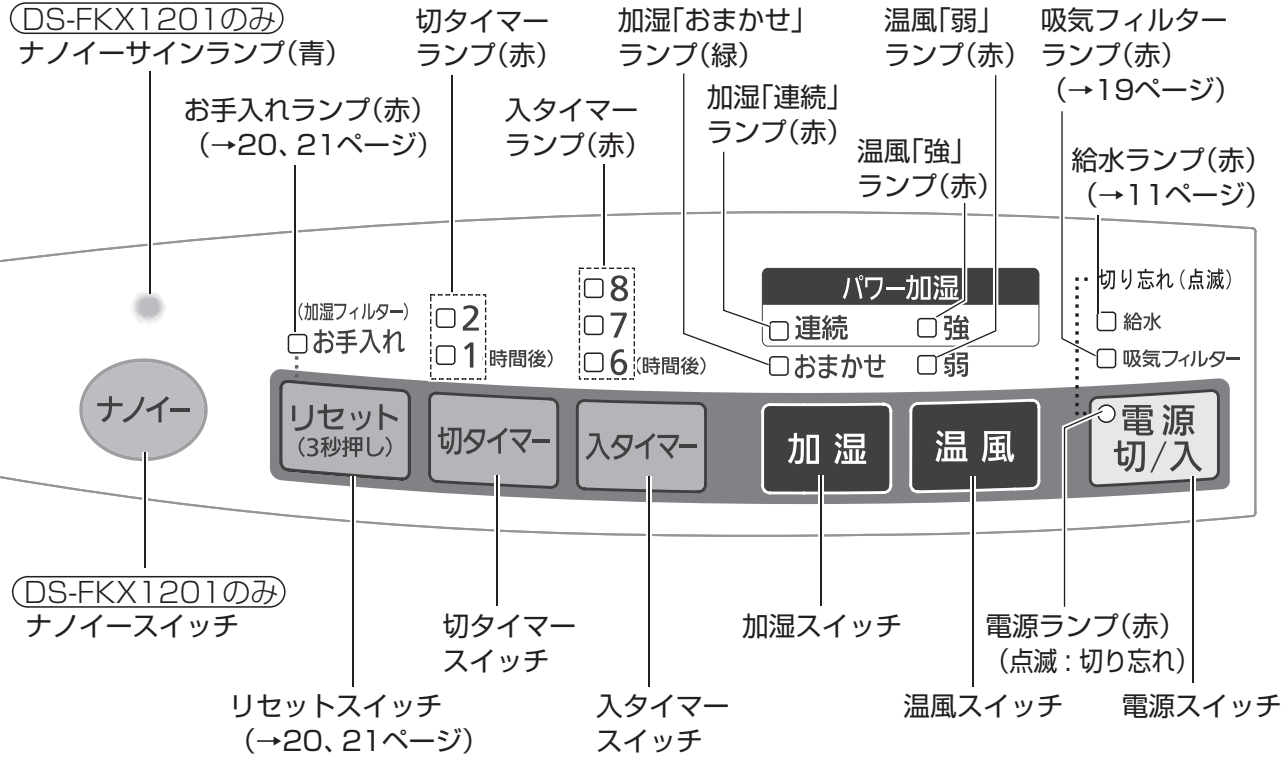 DS-FKX1201のみ
ナノイーサインランプ(青)
お手入れランプ(赤)
(→20、21ページ)
切タイマー
ランプ(赤)
入タイマー
ランプ(赤)
加湿「おまかせ」
ランプ(緑)
加湿「連続」
ランプ(赤)
温風「弱」
ランプ(赤)
温風「強」
ランプ(赤)
吸気フィルター
ランプ(赤)
(→19ページ)
給水ランプ(赤)
(→11ページ)
(加湿フィルター)
お手入れ
2
1(時間後)
8
7
6(時間後)
パワー加湿
連続 強
おまかせ 弱
切り忘れ(点滅)
給水
吸気フィルター
ナノイー
リセット
(3秒押し)
切タイマー
入タイマー
加湿
温風
電源
切/入
DS-FKX1201のみ
ナノイースイッチ
リセットスイッチ
(→20、21ページ)
切タイマー
スイッチ
入タイマー
スイッチ
加湿スイッチ
温風スイッチ
電源ランプ(赤)
(点滅:切り忘れ)
電源スイッチ